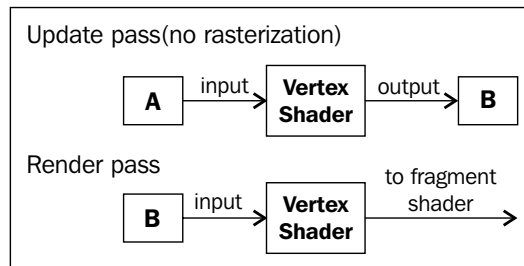 Update pass(no rasterization)
A
input
Vertex
Shader
output
B
Render pass
B
input
Vertex
Shader
to fragment
shader